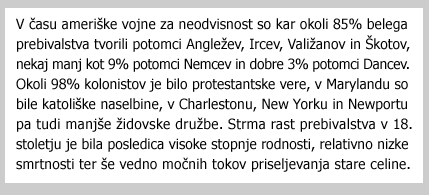 V času ameriške vojne za neodvisnost so kar okoli 85% belega
prebivalstva tvorili potomci Angležev, Ircev, Valižanov in Škotov,
nekaj manj kot 9% potomci Nemcev in dobre 3% potomci Dancev.
Okoli 98% kolonistov je bilo protestantske vere, v Marylandu so
bile katoliške naselbine, v Charlestonu, New Yorku in Newportu
pa tudi manjše židovske družbe. Strma rast prebivalstva v 18.
stoletju je bila posledica visoke stopnje rodnosti, relativno nizke
smrtnosti ter še vedno močnih tokov priseljevanja stare celine.